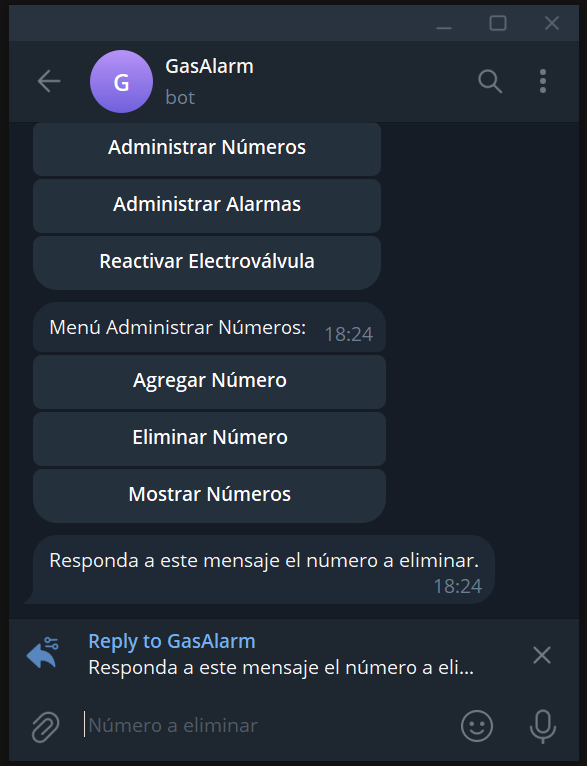 GasAlarm
G
bot
Administrar Números
Administrar Alarmas
Reactivar Electroválvula
Menú Administrar Números:
18:24
Agregar Número
Eliminar Número
Mostrar Números
Responda a este mensaje el número a eliminar.
18:24
Reply to GasAlarm
Responda a este mensaje el número a eli...
Número a eliminar